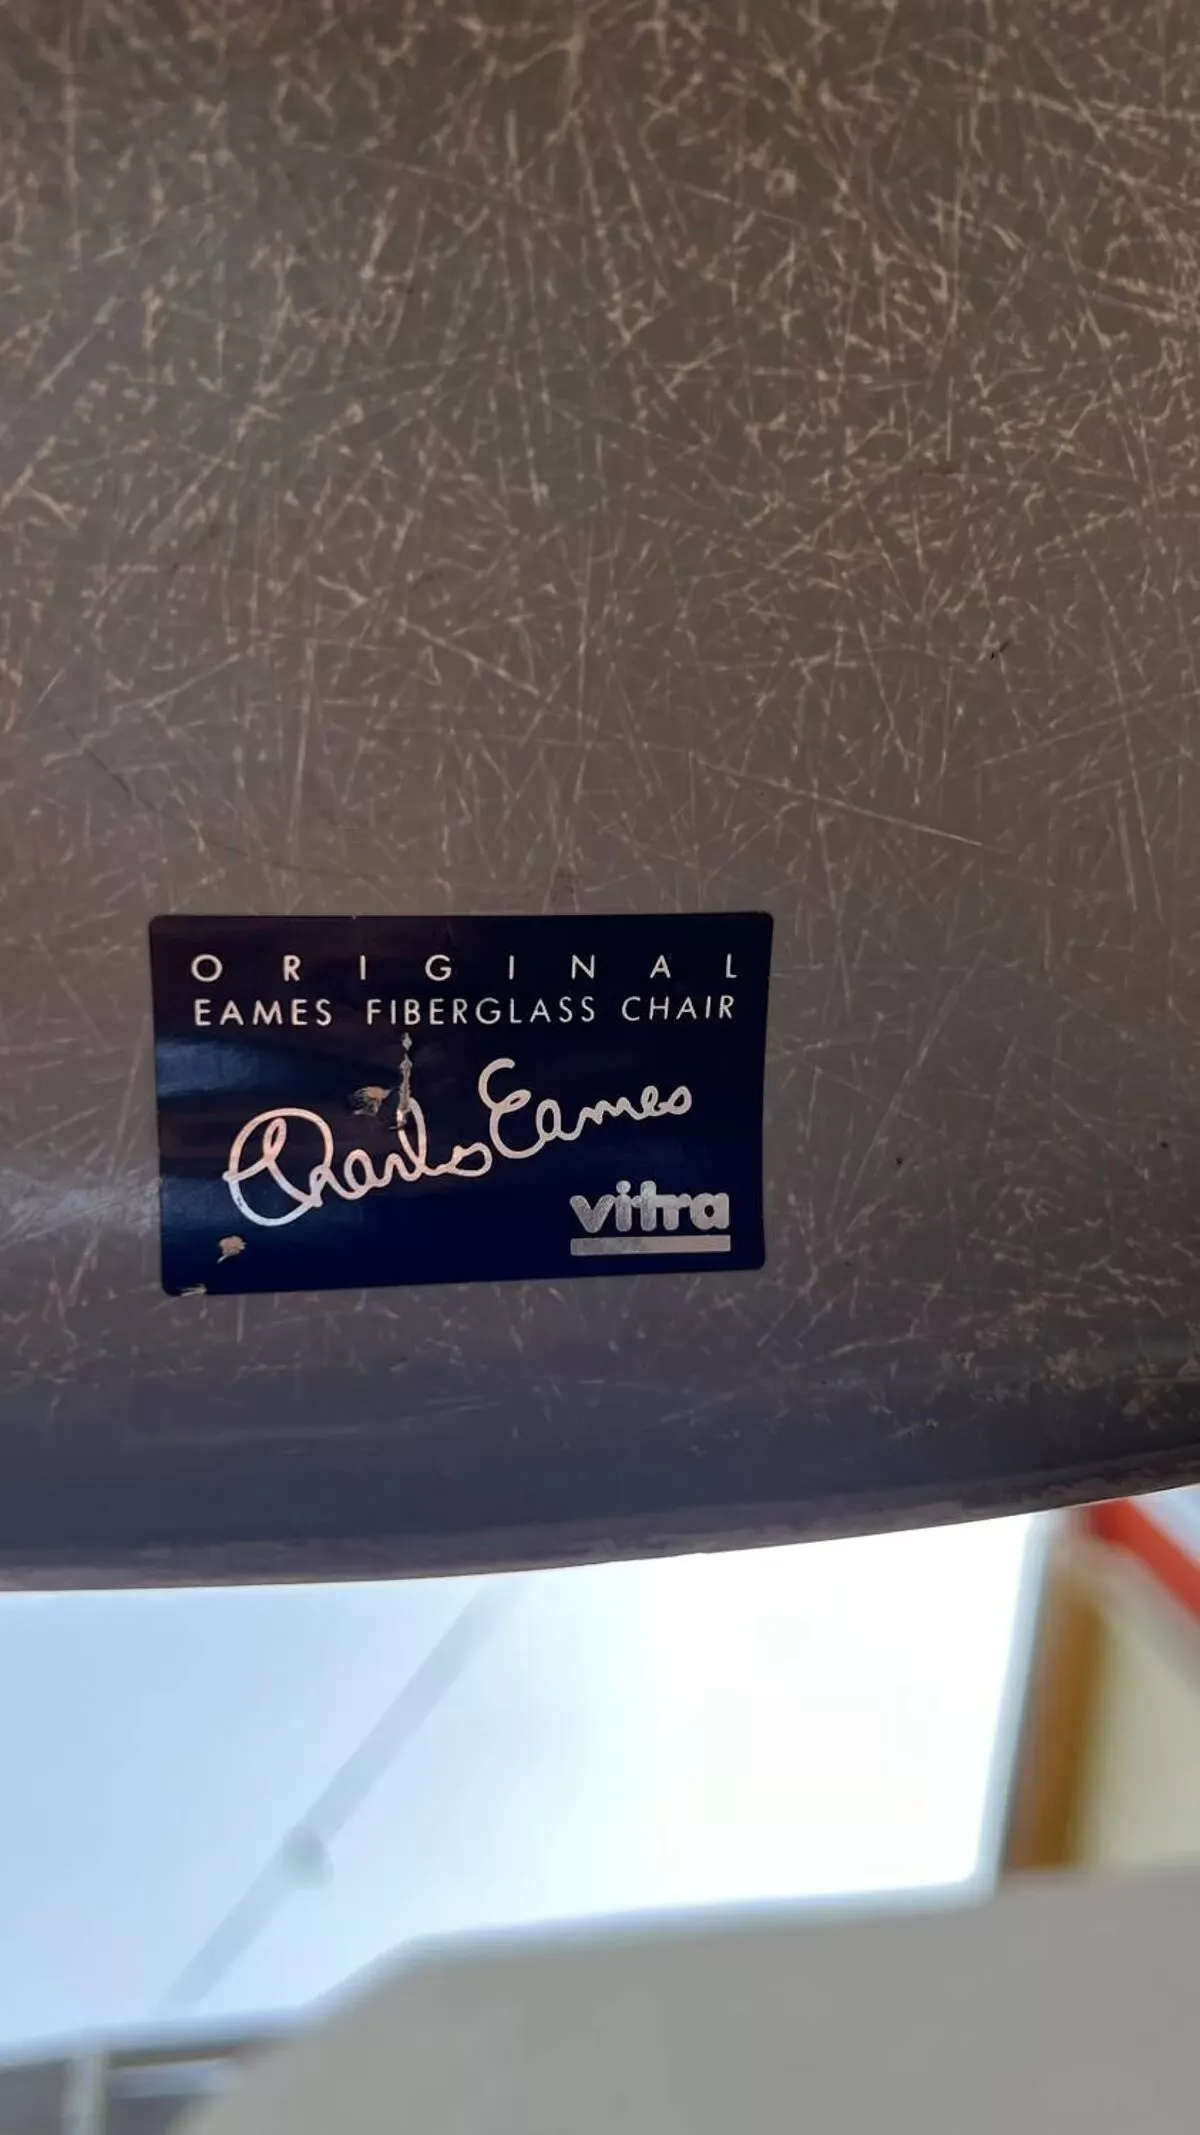 ORIGINAL
EAMES FIBERGLASS CHAIR
Charles Eames
vitra